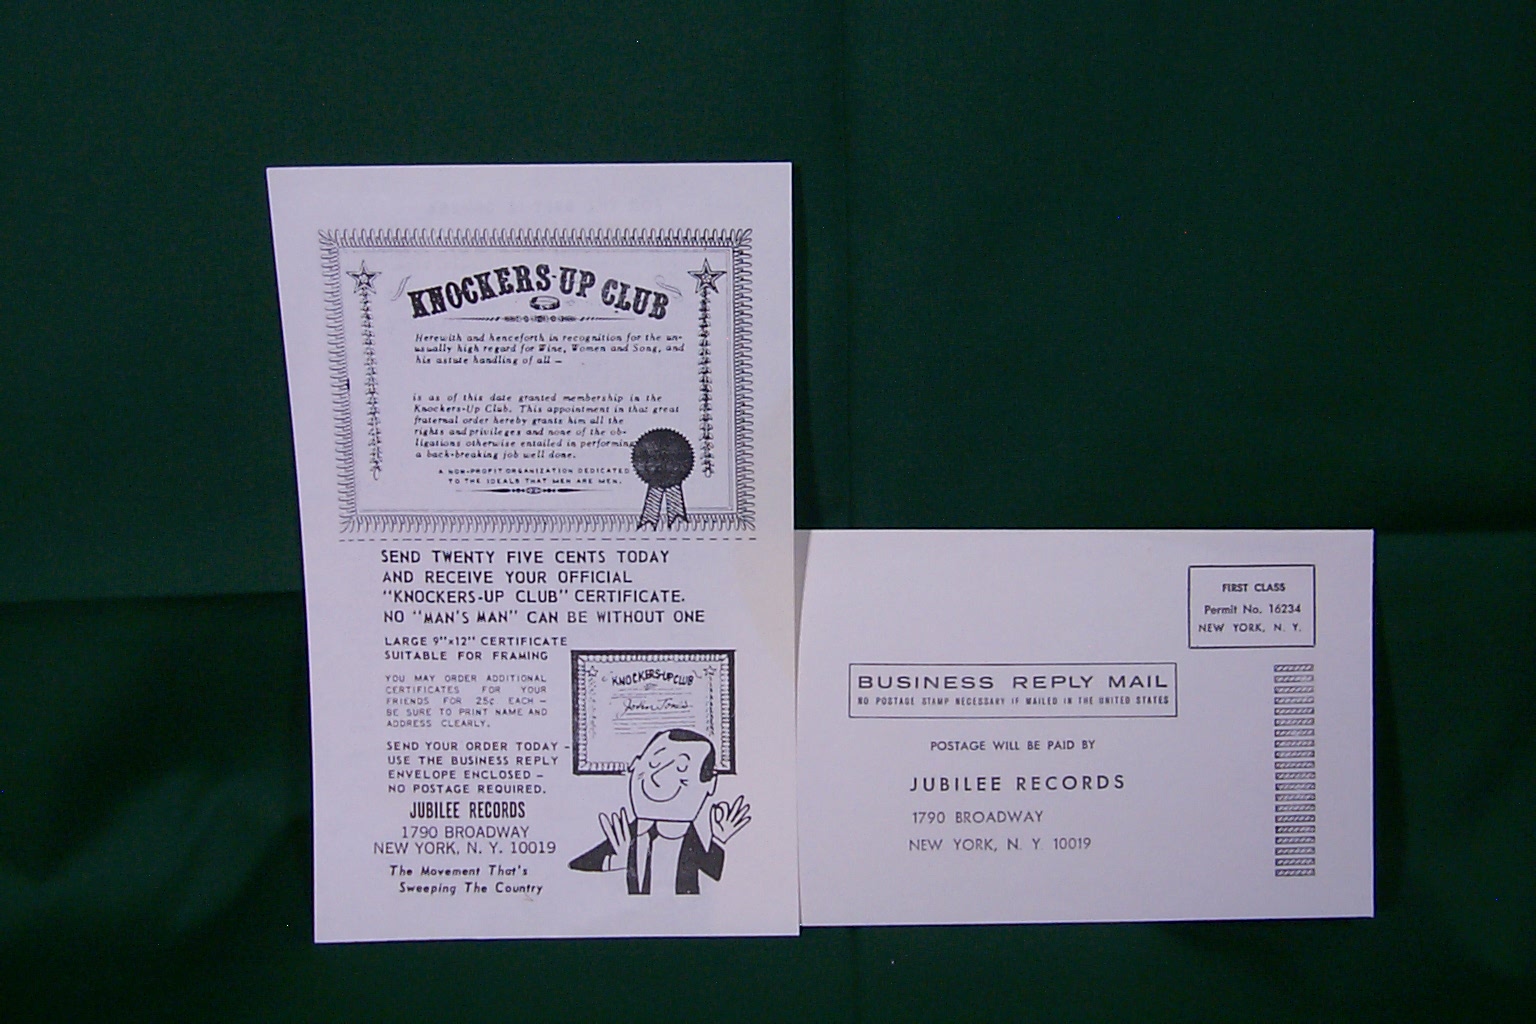 KNOCKERS-UP CLUB
Herewith and henceforth in recognition for the un-
usually high regard for Wine, Women and Song, and
his astute handling of all –
is as of this date granted membership in the
Knockers-Up Club. This appointment in that great
fraternal order hereby grants him all the
rights and privileges and none of the ob-
ligations otherwise entailed in performing
a back-breaking job well done.
A NON-PROFIT ORGANIZATION DEDICATED
TO THE IDEALS THAT MEN ARE MEN.
SEND TWENTY FIVE CENTS TODAY
AND RECEIVE YOUR OFFICIAL
"KNOCKERS-UP CLUB" CERTIFICATE.
NO "MAN'S MAN" CAN BE WITHOUT ONE
LARGE 9"x12" CERTIFICATE
SUITABLE FOR FRAMING
YOU MAY ORDER ADDITIONAL
CERTIFICATES FOR YOUR
FRIENDS FOR 25¢ EACH –
BE SURE TO PRINT NAME AND
ADDRESS CLEARLY.
SEND YOUR ORDER TODAY –
USE THE BUSINESS REPLY
ENVELOPE ENCLOSED –
NO POSTAGE REQUIRED.
JUBILEE RECORDS
1790 BROADWAY
NEW YORK, N. Y. 10019
The Movement That's
Sweeping The Country
KNOCKERS-UP CLUB
FIRST CLASS
Permit No. 16234
NEW YORK, N. Y.
BUSINESS REPLY MAIL
NO POSTAGE STAMP NECESSARY IF MAILED IN THE UNITED STATES
POSTAGE WILL BE PAID BY
JUBILEE RECORDS
1790 BROADWAY
NEW YORK, N. Y. 10019